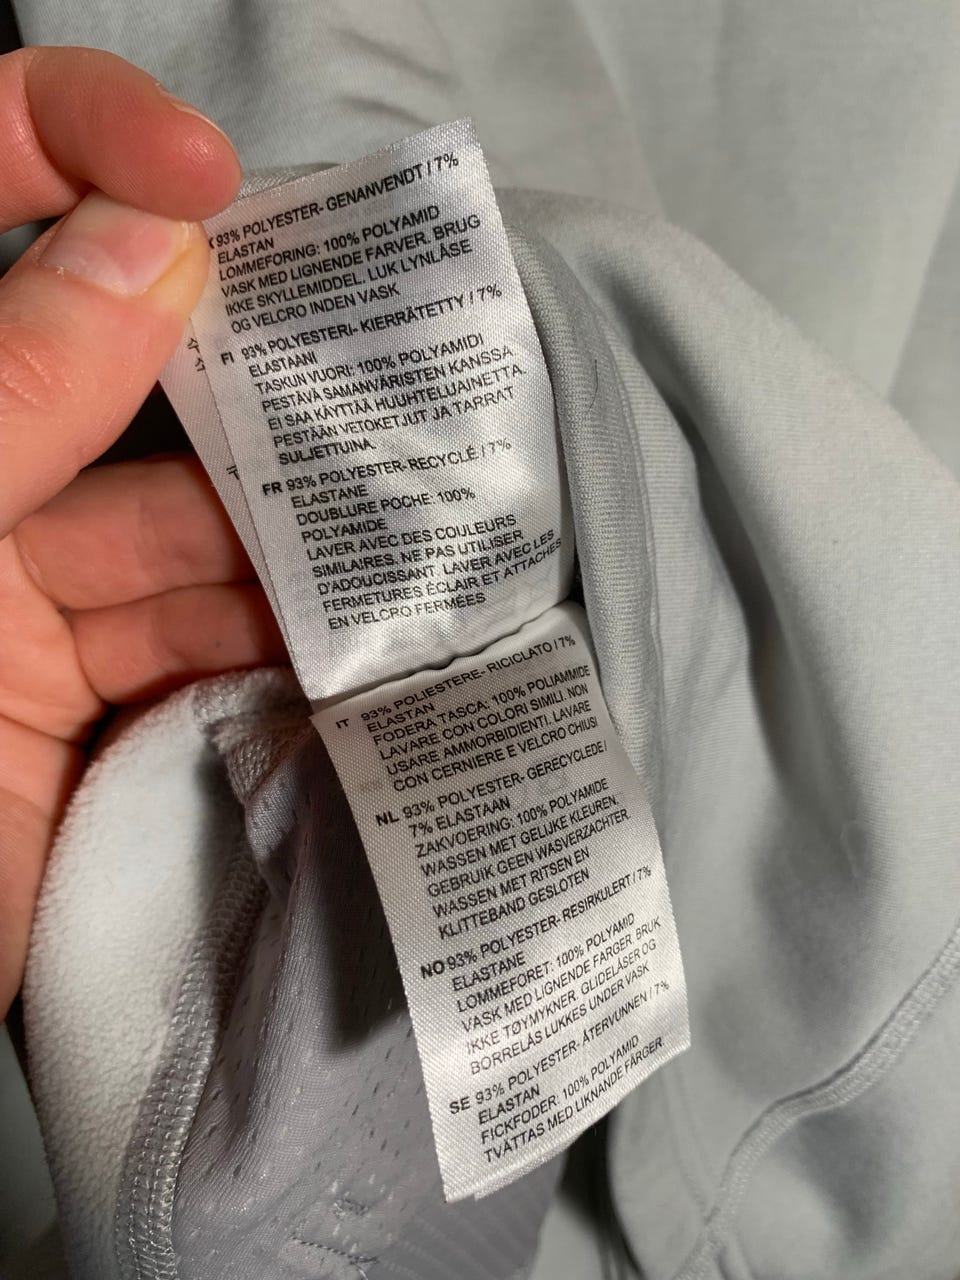 K 93% POLYESTER- GENANVENDT / 7%
ELASTAN
LOMMEFORING: 100% POLYAMID
VASK MED LIGNENDE FARVER. BRUG
IKKE SKYLLEMIDDEL. LUK LYNLÅSE
OG VELCRO INDEN VASK
FI 93% POLYESTERI- KIERRÄTETTY / 7%
ELASTAANI
TASKUN VUORI: 100% POLYAMIDI
PESTÄVÄ SAMANVÄRISTEN KANSSA.
EI SAA KÄYTTÄÄ HUUHTELUAINETTA.
PESTÄÄN VETOKETJUT JA TARRAT
SULJETTUINA.
FR 93% POLYESTER- RECYCLÉ / 7%
ELASTANE
DOUBLURE POCHE: 100%
POLYAMIDE
LAVER AVEC DES COULEURS
SIMILAIRES. NE PAS UTILISER
D'ADOUCISSANT. LAVER AVEC LES
FERMETURES ÉCLAIR ET ATTACHES
EN VELCRO FERMÉES
IT 93% POLIESTERE- RICICLATO / 7%
ELASTAN
FODERA TASCA: 100% POLIAMMIDE
LAVARE CON COLORI SIMILI. NON
USARE AMMORBIDENTI. LAVARE
CON CERNIERE E VELCRO CHIUSI
NL 93% POLYESTER- GERECYCLEDE /
7% ELASTAAN
ZAKVOERING: 100% POLYAMIDE
WASSEN MET GELIJKE KLEUREN.
GEBRUIK GEEN WASVERZACHTER.
WASSEN MET RITSEN EN
KLITTEBAND GESLOTEN
NO 93% POLYESTER- RESIRKULERT / 7%
ELASTANE
LOMMEFORET: 100% POLYAMID
VASK MED LIGNENDE FARGER. BRUK
IKKE TØYMYKNER. GLIDELÅSER OG
BORRELÅS LUKKES UNDER VASK
SE 93% POLYESTER- ÅTERVUNNEN / 7%
ELASTAN
FICKFODER: 100% POLYAMID
TVÄTTAS MED LIKNANDE FÄRGER.